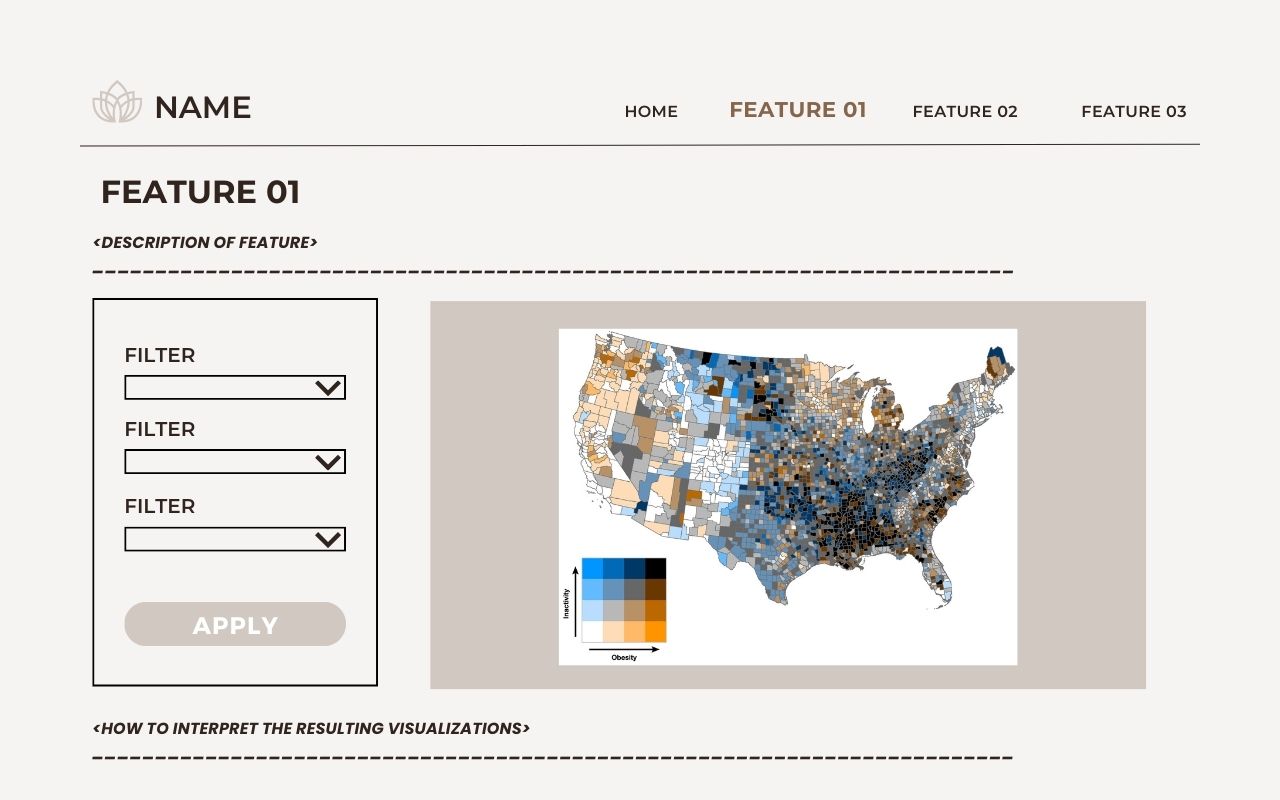 NAME
HOME
FEATURE 01
FEATURE 02
FEATURE 03
FEATURE 01
<DESCRIPTION OF FEATURE>
FILTER
FILTER
FILTER
APPLY
Inactivity
Obesity
<HOW TO INTERPRET THE RESULTING VISUALIZATIONS>